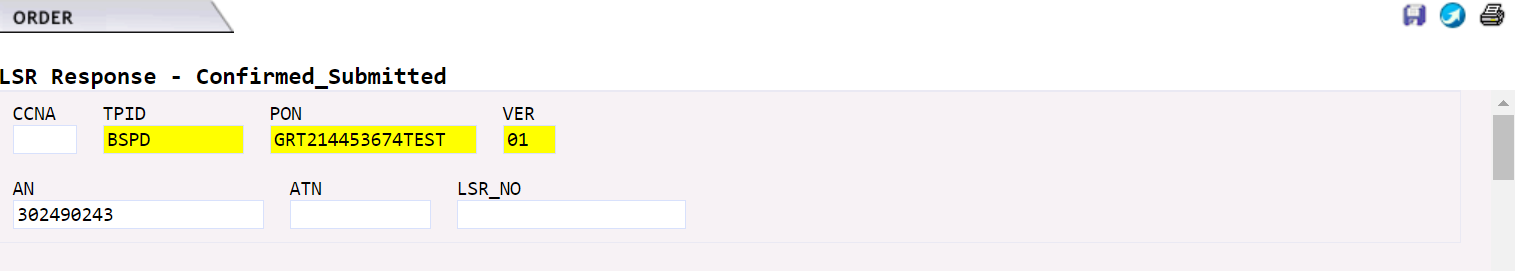 ORDER
LSR Response - Confirmed_Submitted
CCNA TPID PON VER
BSPD GRT214453674TEST 01
AN ATN LSR_NO
302490243